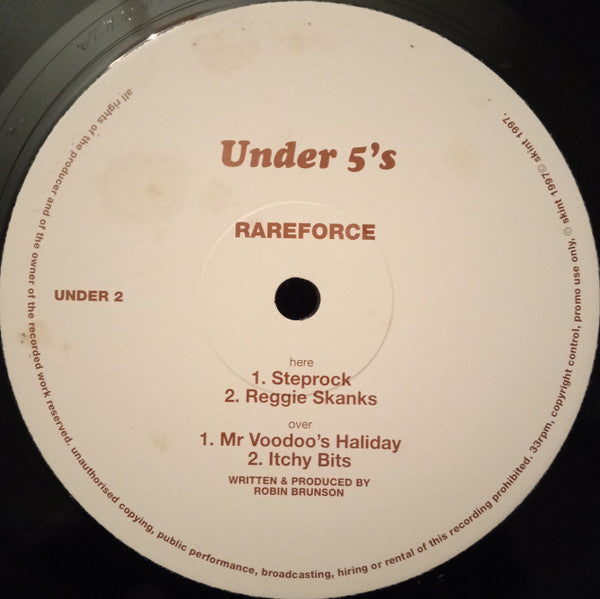 Under 5's
RAREFORCE
UNDER 2
here
1. Steprock
2. Reggie Skanks
over
1. Mr Voodoo's Haliday
2. Itchy Bits
WRITTEN & PRODUCED BY
ROBIN BRUNSON
all rights of the producer and of the owner of the recorded work reserved. unauthorised copying, public performance, broadcasting, hiring or rental of this recording prohibited. 33rpm, copyright control, promo use only. ℗ skint 1997© skint 1997.